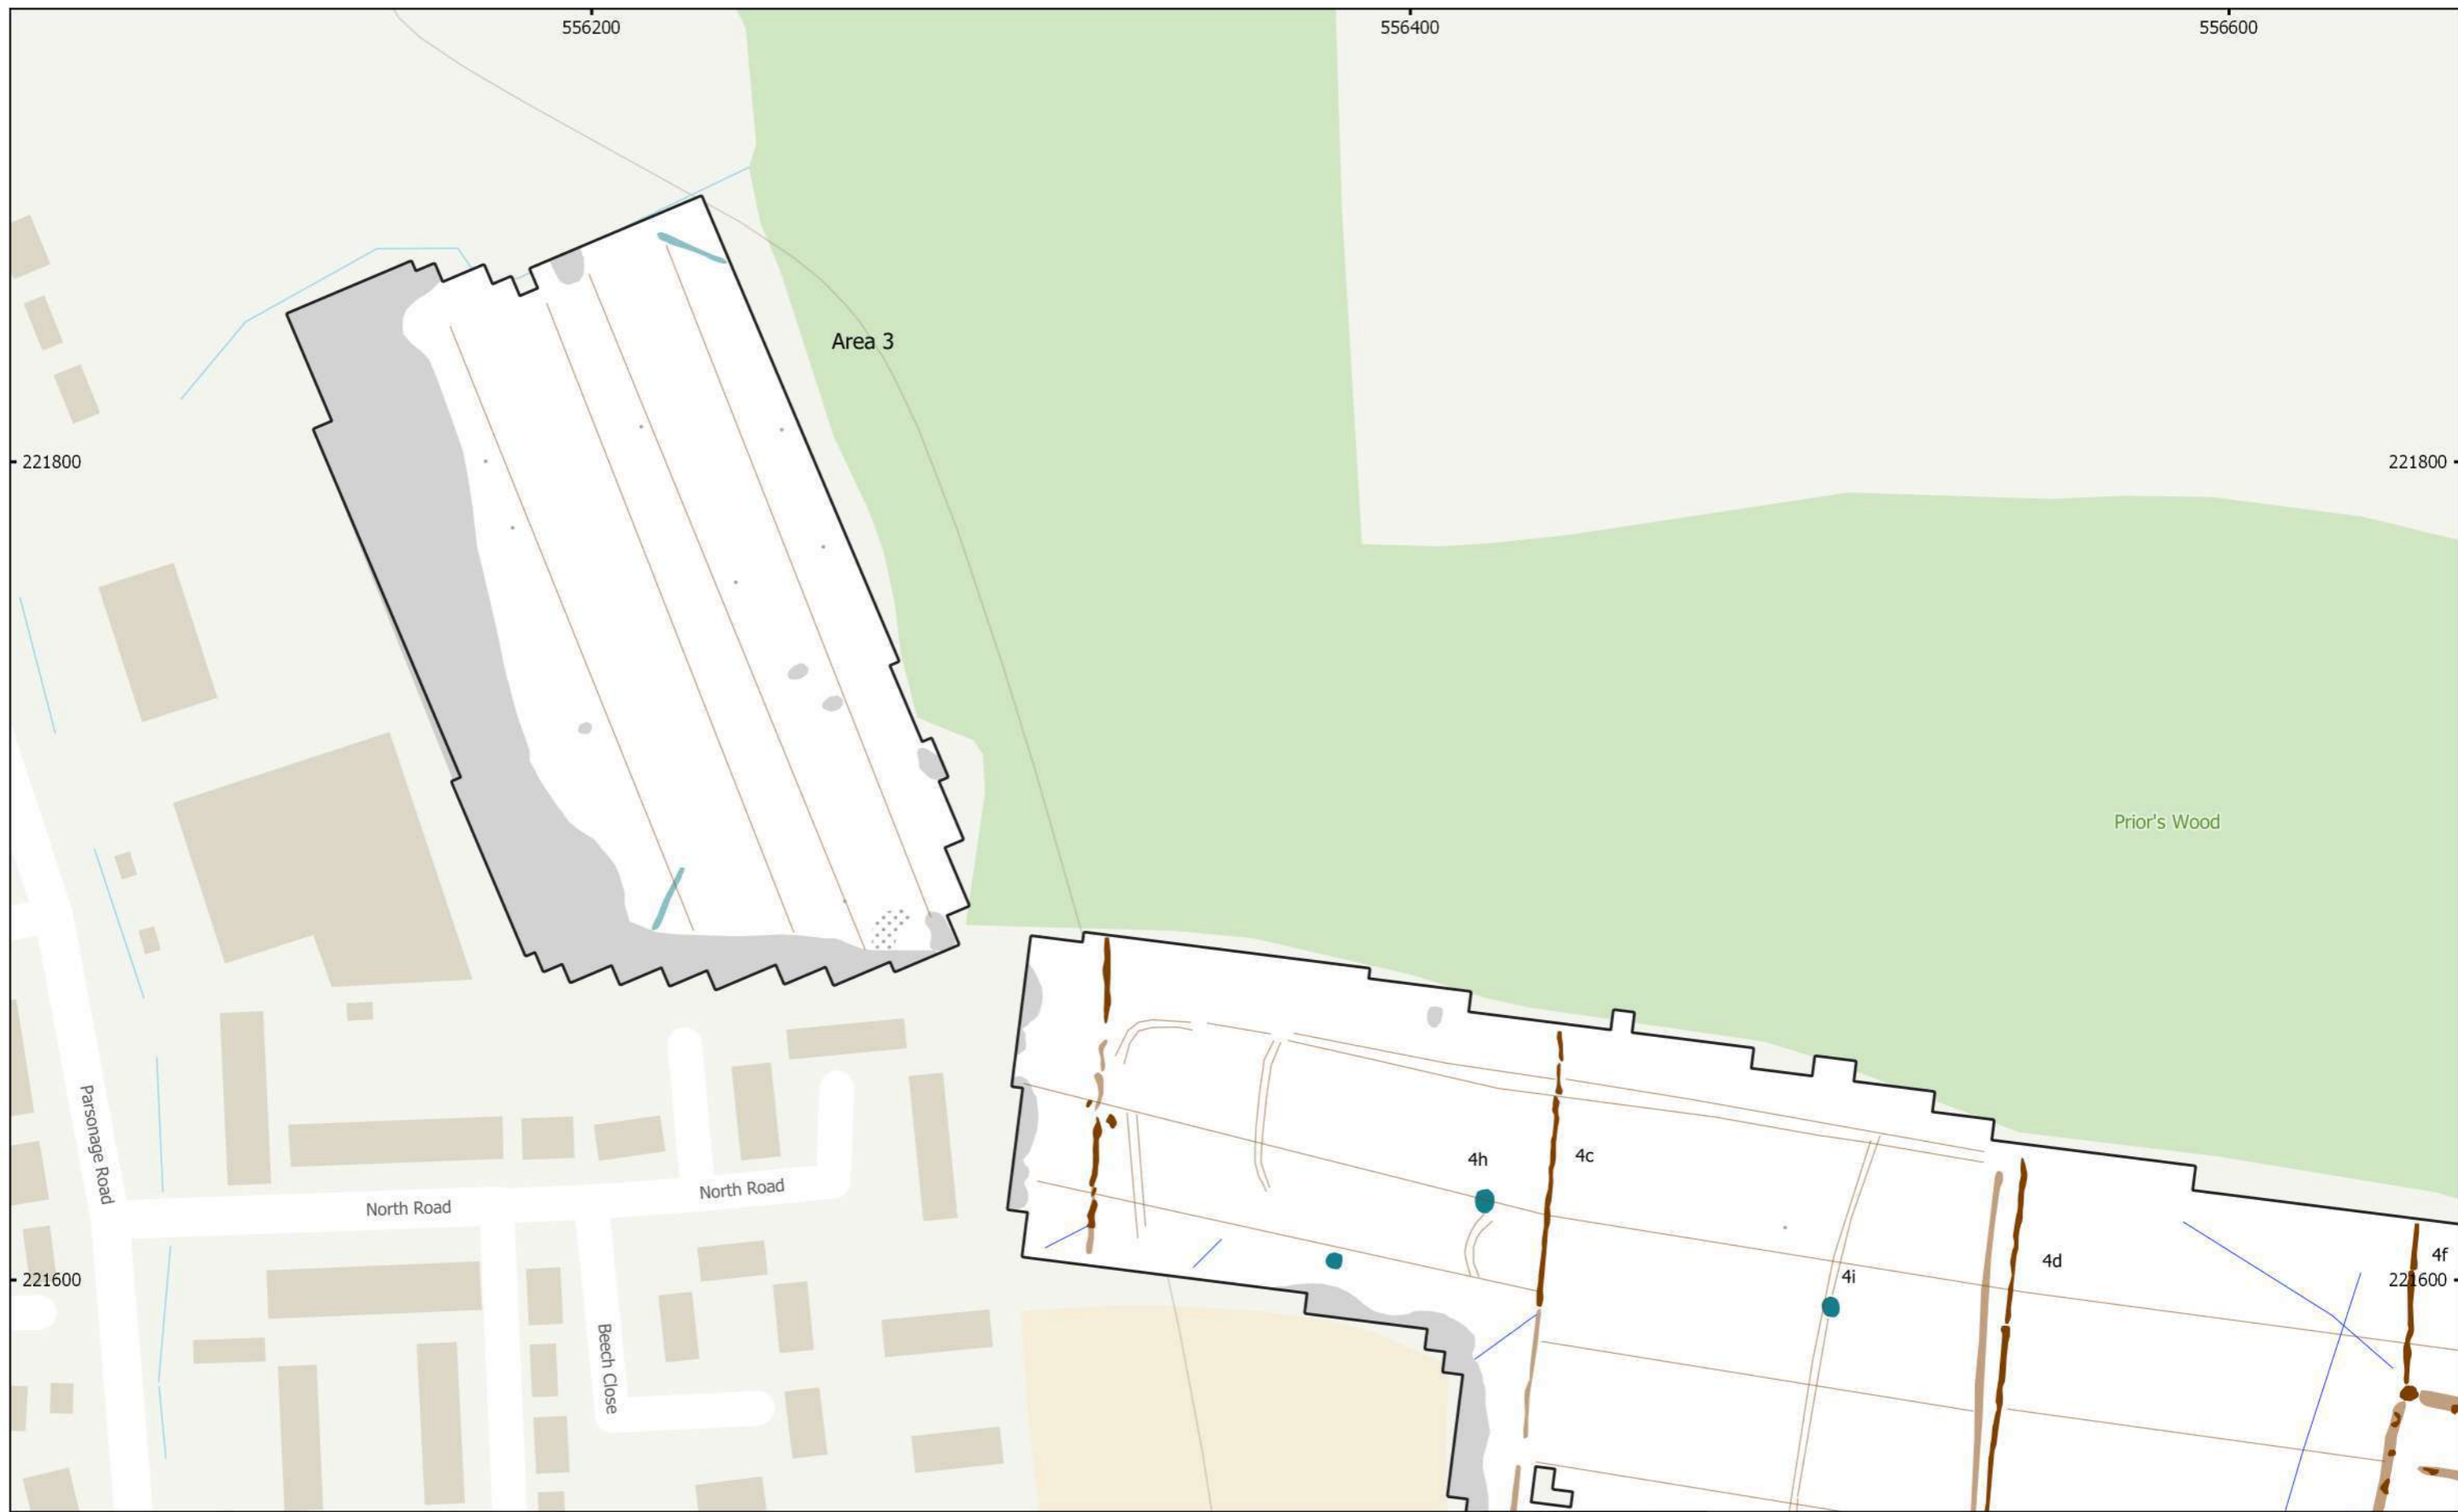 556200
556400
556600
Area 3
221800
221800
Prior's Wood
Parsonage Road
4h
4c
North Road
North Road
4d
4f
221600
4i
221600
Beech Close